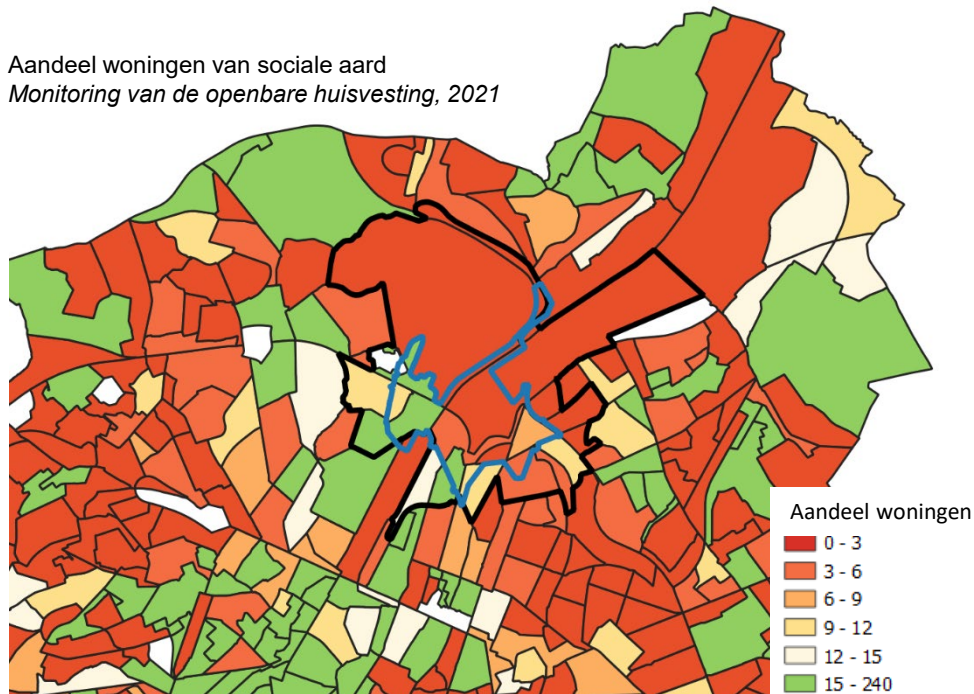 Aandeel woningen van sociale aard
Monitoring van de openbare huisvesting, 2021
Aandeel woningen
0 - 3
3 - 6
6 - 9
9 - 12
12 - 15
15 - 240